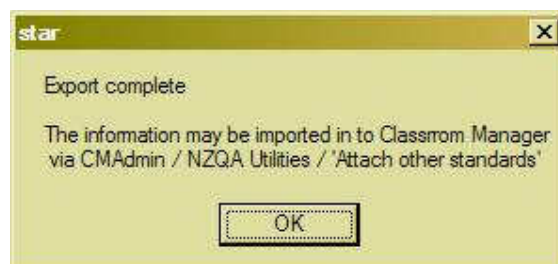 star
Export complete
The information may be imported in to Classrrom Manager
via CMAdmin / NZQA Utilities / 'Attach other standards'
OK